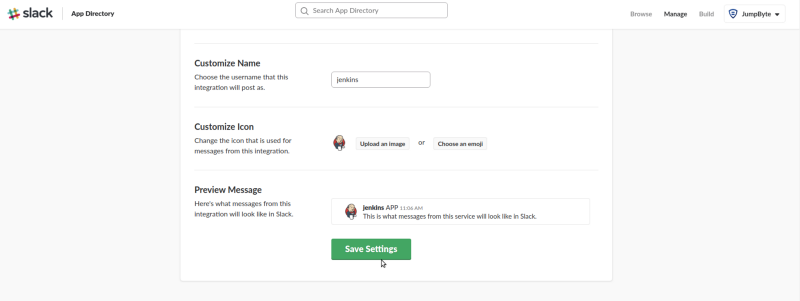 slack App Directory Search App Directory Browse Manage Build JumpByte
Customize Name
Choose the username that this
integration will post as.
jenkins
Customize Icon
Change the icon that is used for
messages from this integration.
Upload an image or Choose an emoji
Preview Message
Here's what messages from this
integration will look like in Slack.
jenkins APP 11:06 AM
This is what messages from this service will look like in Slack.
Save Settings